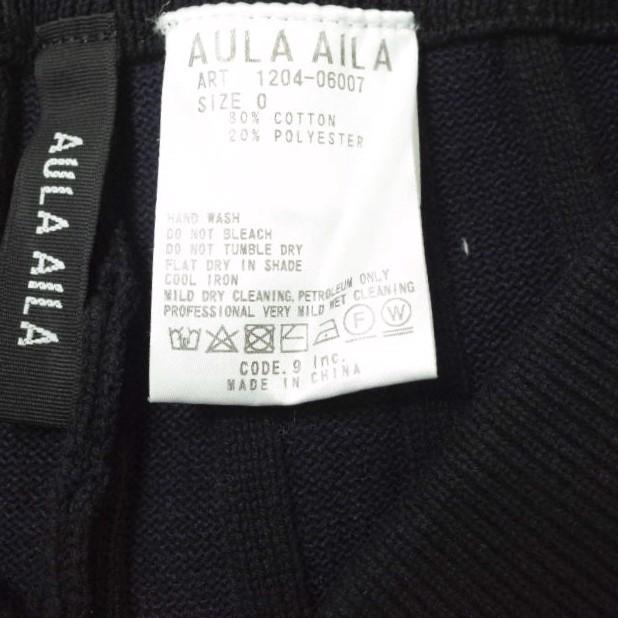 AULA AILA
AULA AILA
ART 1204-06007
SIZE 0
80% COTTON
20% POLYESTER
HAND WASH
DO NOT BLEACH
DO NOT TUMBLE DRY
FLAT DRY IN SHADE
COOL IRON
MILD DRY CLEANING, PETROLEUM ONLY
PROFESSIONAL VERY MILD WET CLEANING
F W
CODE.9 Inc.
MADE IN CHINA